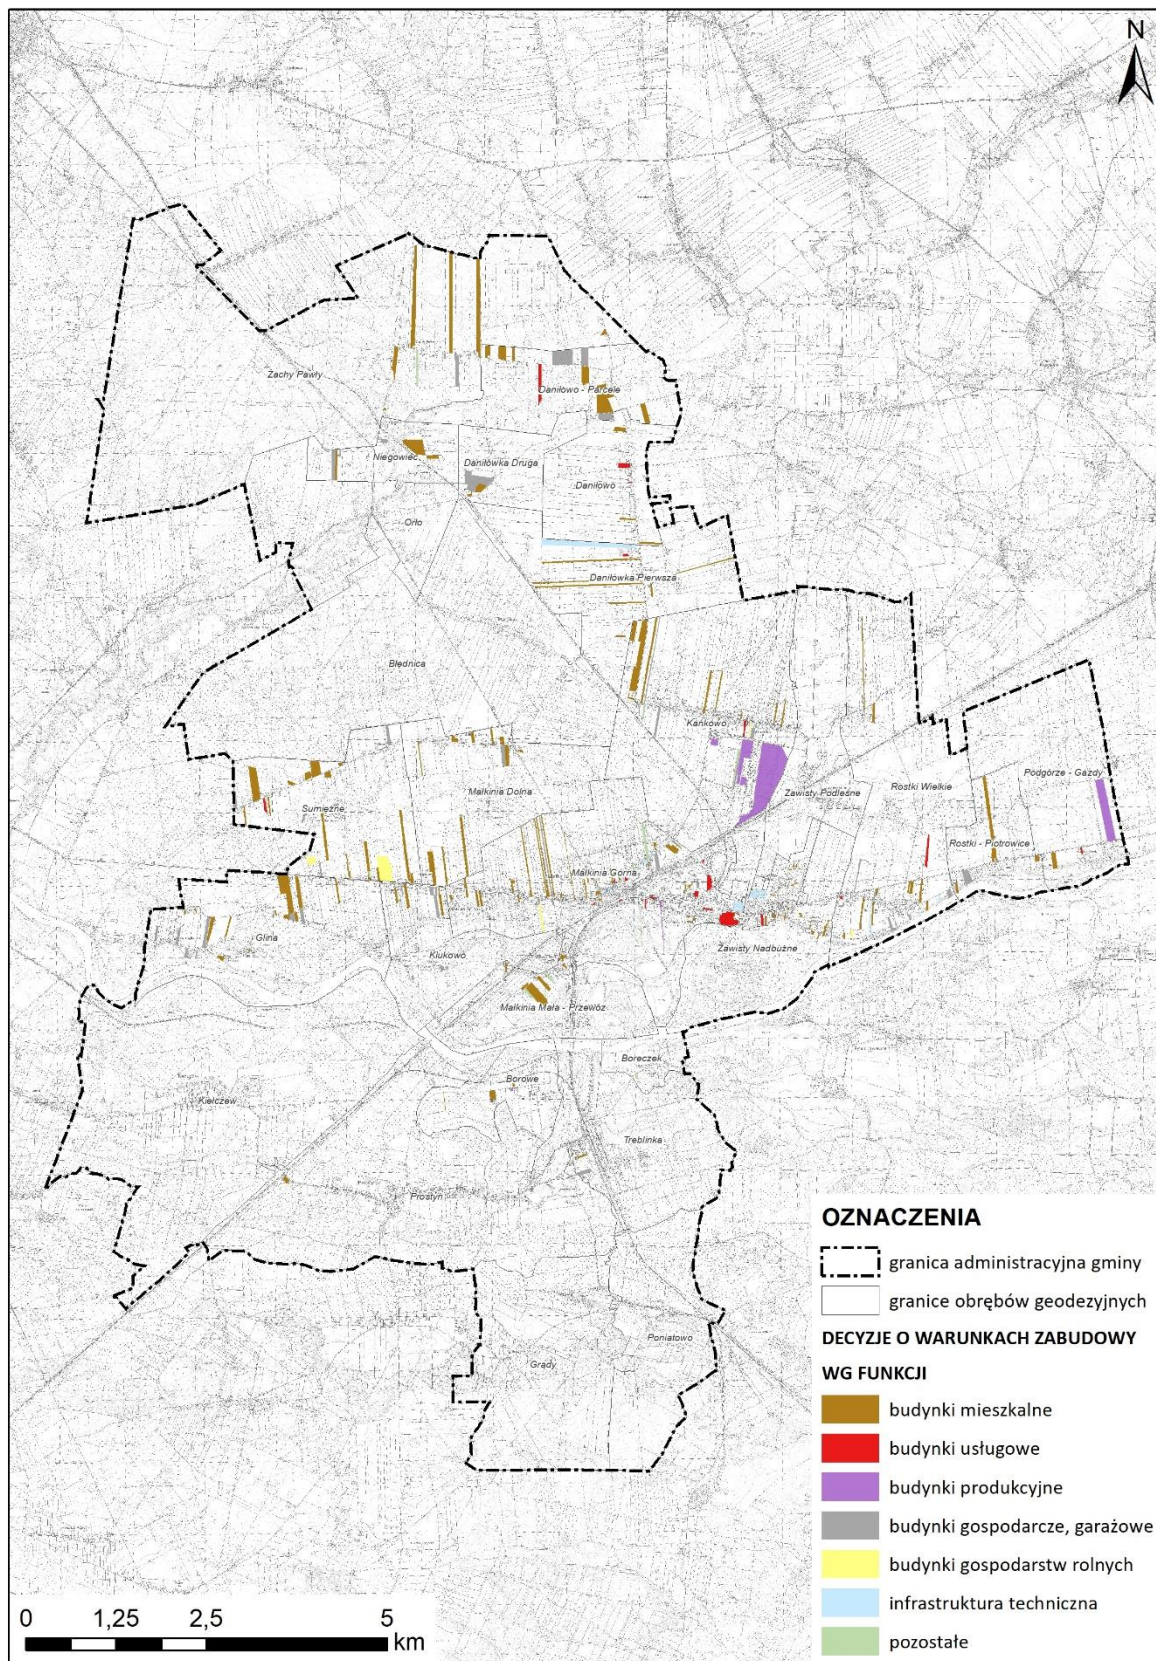 N
Żachy Pawły
Daniłowo - Parcele
Niegowiec
Daniłówka Druga
Daniłowo
Orło
Daniłówka Pierwsza
Błędnica
Kańkowo
Podgórze - Gazdy
Zawisty Podleśne
Rostki Wielkie
Małkinia Dolna
Sumiężne
Rostki - Piotrowice
Małkinia Górna
Glina
Klukowo
Zawisty Nadbużne
Małkinia Mała - Przewóz
Boreczek
Borowe
Kiełczew
Treblinka
Prostyń
Poniatowo
Grądy
OZNACZENIA
granica administracyjna gminy
granice obrębów geodezyjnych
DECYZJE O WARUNKACH ZABUDOWY
WG FUNKCJI
budynki mieszkalne
budynki usługowe
budynki produkcyjne
budynki gospodarcze, garażowe
budynki gospodarstw rolnych
infrastruktura techniczna
pozostałe
0 1,25 2,5 5
km